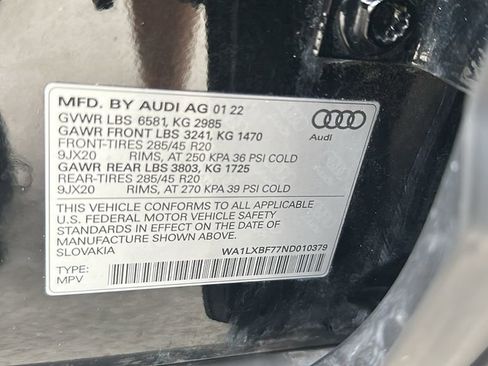 MFD. BY AUDI AG 01 22
GVWR LBS 6581, KG 2985
GAWR FRONT LBS 3241, KG 1470
FRONT-TIRES 285/45 R20
9JX20 RIMS, AT 250 KPA 36 PSI COLD
GAWR REAR LBS 3803, KG 1725
REAR-TIRES 285/45 R20
9JX20 RIMS, AT 270 KPA 39 PSI COLD
Audi
THIS VEHICLE CONFORMS TO ALL APPLICABLE
U.S. FEDERAL MOTOR VEHICLE SAFETY
STANDARDS IN EFFECT ON THE DATE OF
MANUFACTURE SHOWN ABOVE.
SLOVAKIA WA1LXBF77ND010379
TYPE:
MPV